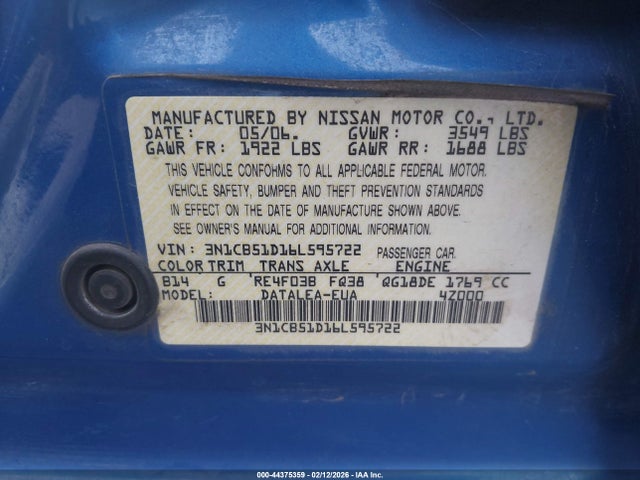 MANUFACTURED BY NISSAN MOTOR CO., LTD.
DATE: 05/06. GVWR: 3549 LBS
GAWR FR: 1922 LBS GAWR RR: 1688 LBS
THIS VEHICLE CONFORMS TO ALL APPLICABLE FEDERAL MOTOR.
VEHICLE SAFETY, BUMPER AND THEFT PREVENTION STANDARDS
IN EFFECT ON THE DATE OF MANUFACTURE SHOWN ABOVE.
SEE OWNER'S MANUAL FOR ADDITIONAL INFORMATION.
VIN: 3N1CB51D16L595722 PASSENGER CAR.
COLOR TRIM TRANS AXLE ENGINE
B14 G RE4F03B FQ38 QG18DE 1769 CC
MODEL: DATALEA-EUA 4Z000
3N1CB51D16L595722
000-44375359 - 02/12/2026 - IAA Inc.